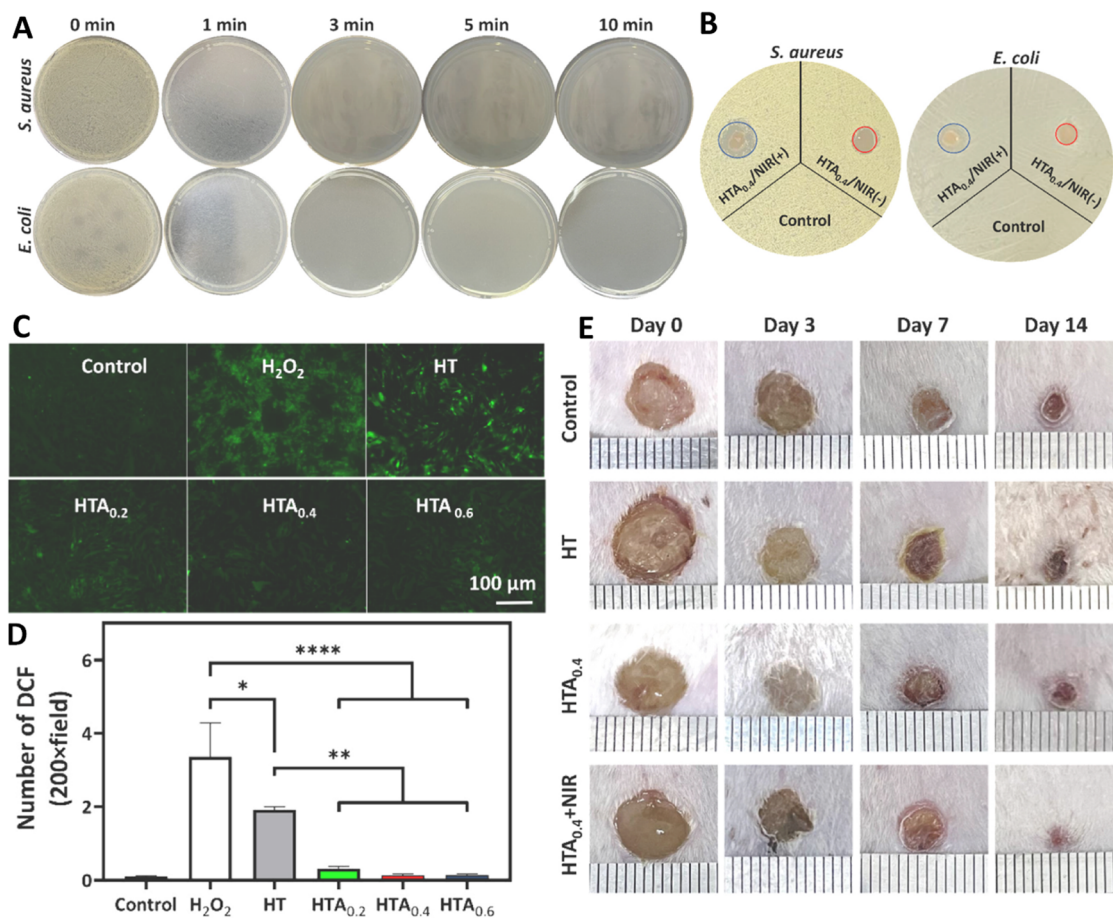 A
0 min 1 min 3 min 5 min 10 min
S. aureus
E. coli
B
S. aureus
HTA0.4/NIR(+)
HTA0.4/NIR(-)
Control
E. coli
HTA0.4/NIR(+)
HTA0.4/NIR(-)
Control
C
Control H2O2 HT
HTA0.2 HTA0.4 HTA0.6
100 μm
D
Number of DCF
(200×field)
6
4
2
0
****
*
**
Control H2O2 HT HTA0.2 HTA0.4 HTA0.6
E
Day 0 Day 3 Day 7 Day 14
Control
HT
HTA0.4
HTA0.4+NIR